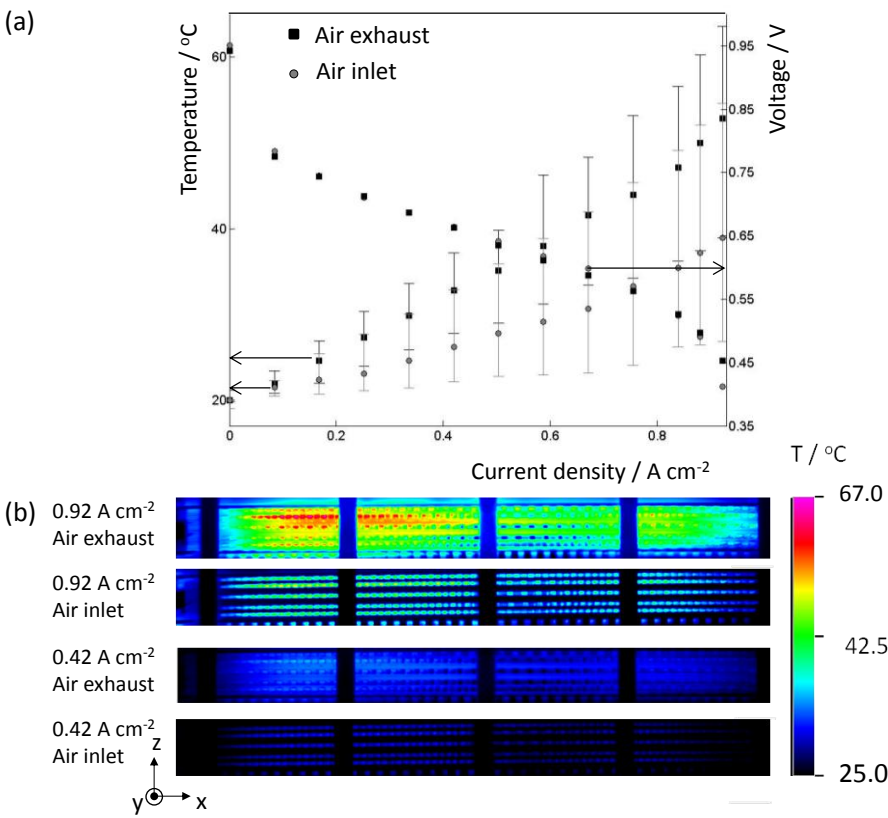 (a)
Temperature / ºC
Voltage / V
Air exhaust
Air inlet
60
40
20
0.95
0.85
0.75
0.65
0.55
0.45
0.35
0
0.2
0.4
0.6
0.8
Current density / A cm⁻²
T / ºC
(b)
0.92 A cm⁻²
Air exhaust
0.92 A cm⁻²
Air inlet
0.42 A cm⁻²
Air exhaust
0.42 A cm⁻²
Air inlet
67.0
42.5
25.0
z
y
x